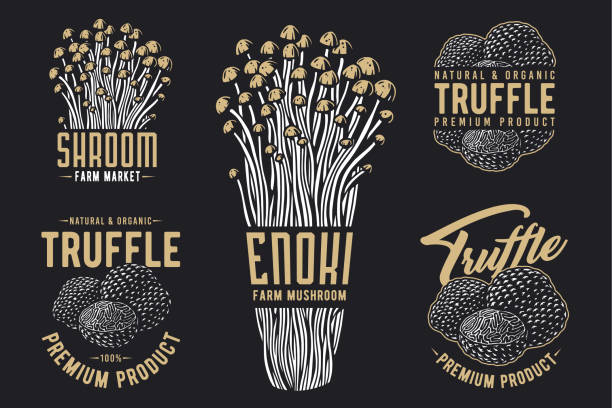 SHROOM
FARM MARKET
NATURAL & ORGANIC
TRUFFLE
100%
PREMIUM PRODUCT
ENOKI
FARM MUSHROOM
NATURAL & ORGANIC
TRUFFLE
PREMIUM PRODUCT
Truffle
PREMIUM PRODUCT